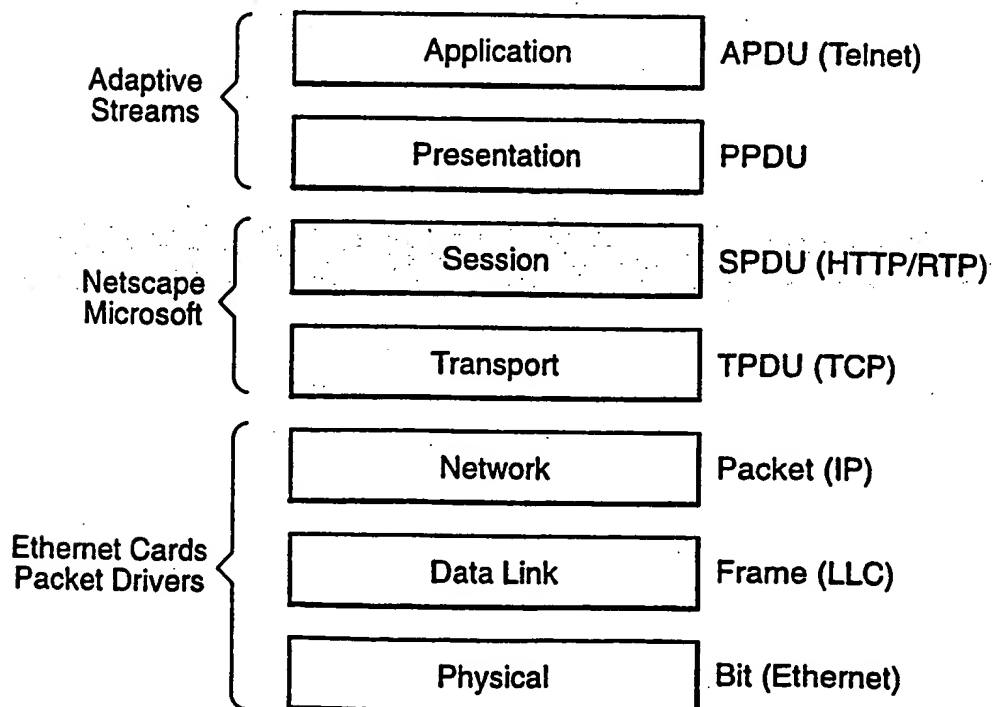 Application
APDU (Telnet)
Adaptive
Streams
Presentation
PPDU
Session
SPDU (HTTP/RTP)
Netscape
Microsoft
Transport
TPDU (TCP)
Network
Packet (IP)
Ethernet Cards
Packet Drivers
Data Link
Frame (LLC)
Physical
Bit (Ethernet)